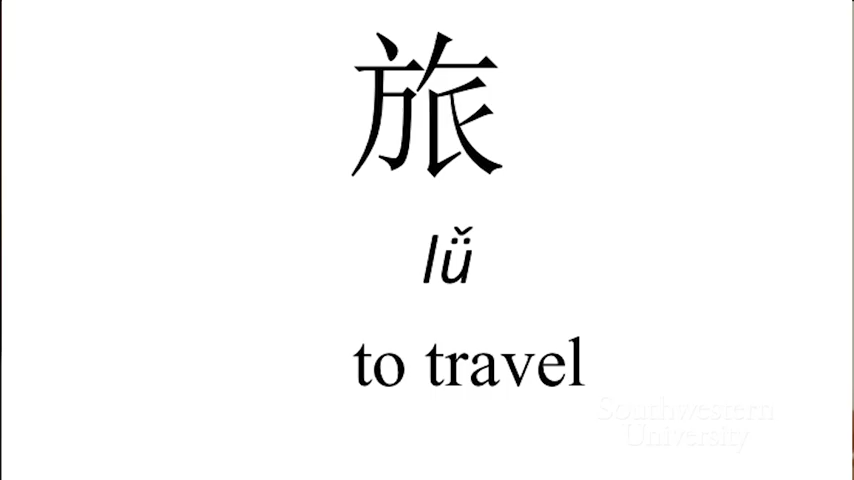 旅
lǚ
to travel
Southwestern
University